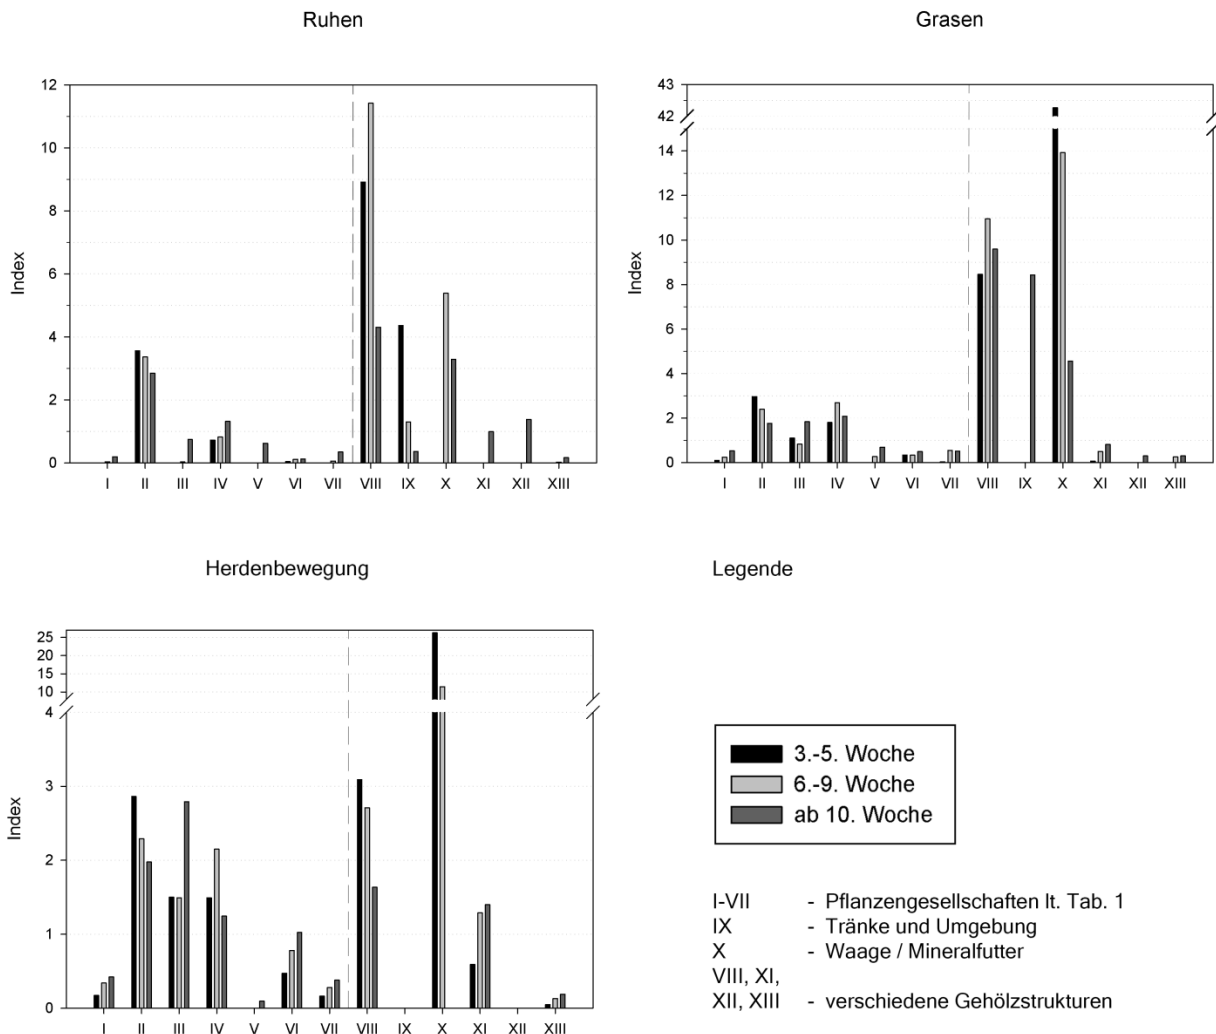 Ruhen
12
10
8
6
4
2
0
Index
I II III IV V VI VII VIII IX X XI XII XIII
Grasen
43
42
14
12
10
8
6
4
2
0
Index
I II III IV V VI VII VIII IX X XI XII XIII
Herdenbewegung
25
20
15
10
4
3
2
1
0
Index
I II III IV V VI VII VIII IX X XI XII XIII
Legende
3.-5. Woche
6.-9. Woche
ab 10. Woche
I-VII - Pflanzengesellschaften lt. Tab. 1
IX - Tränke und Umgebung
X - Waage / Mineralfutter
VIII, XI,
XII, XIII - verschiedene Gehölzstrukturen